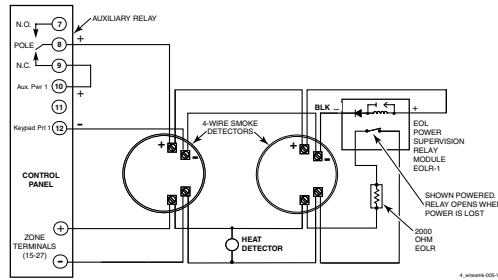 N.O.
7
AUXILIARY RELAY
POLE
8
+
N.C.
9
Aux. Pwr 1
10
+
11
Keypad Prt 1
12
-
CONTROL
PANEL
+
ZONE
TERMINALS
(15-27)
-
4-WIRE SMOKE
DETECTORS
+
-
+
-
HEAT
DETECTOR
BLK
-
+
EOL
POWER
SUPERVISION
RELAY
MODULE
EOLR-1
SHOWN POWERED.
RELAY OPENS WHEN
POWER IS LOST
2000
OHM
EOLR
4_wiresmk-005-1